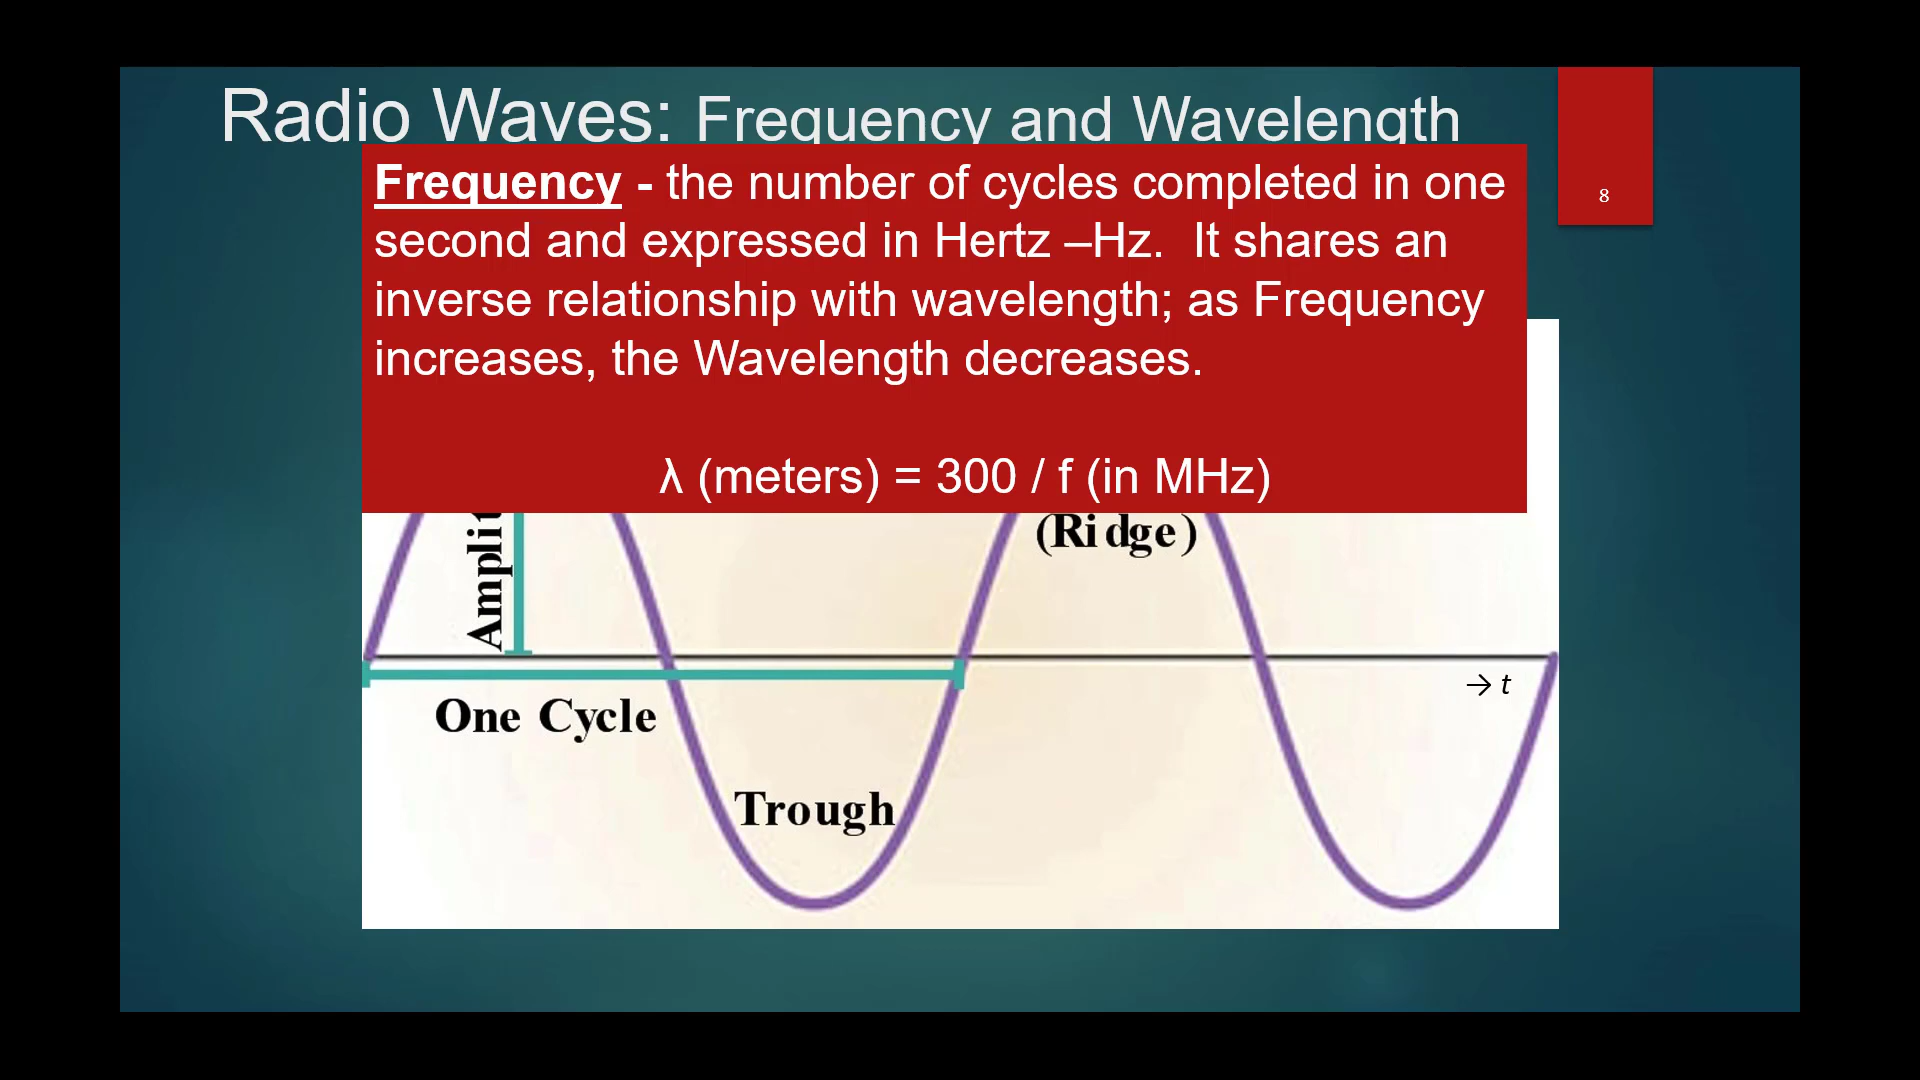 Radio Waves: Frequency and Wavelength
8
Frequency - the number of cycles completed in one
second and expressed in Hertz –Hz. It shares an
inverse relationship with wavelength; as Frequency
increases, the Wavelength decreases.
λ (meters) = 300 / f (in MHz)
(Ridge)
Amplit
→ t
One Cycle
Trough